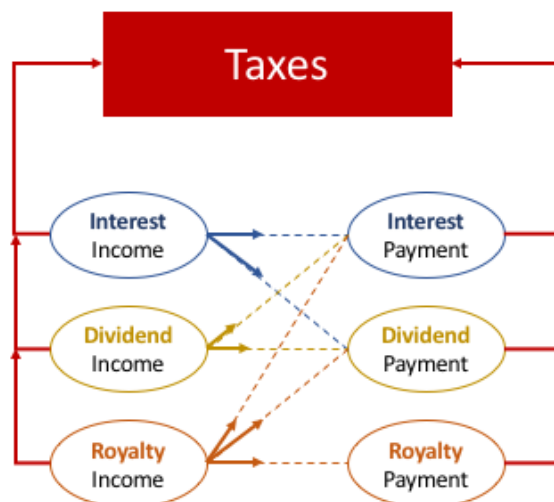 Taxes
Interest
Income
Interest
Payment
Dividend
Income
Dividend
Payment
Royalty
Income
Royalty
Payment